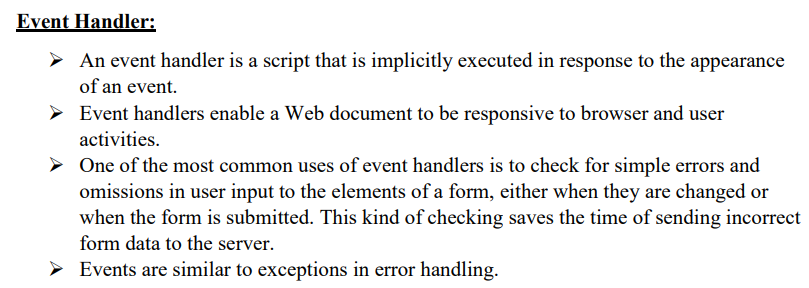 Event Handler:
➤ An event handler is a script that is implicitly executed in response to the appearance
of an event.
➤ Event handlers enable a Web document to be responsive to browser and user
activities.
➤ One of the most common uses of event handlers is to check for simple errors and
omissions in user input to the elements of a form, either when they are changed or
when the form is submitted. This kind of checking saves the time of sending incorrect
form data to the server.
➤ Events are similar to exceptions in error handling.